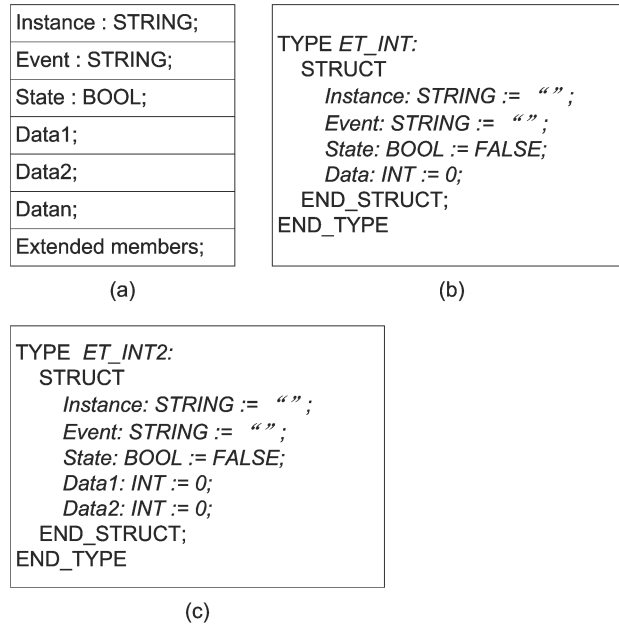 Instance : STRING;
Event : STRING;
State : BOOL;
Data1;
Data2;
Datan;
Extended members;
(a)
TYPE ET_INT:
STRUCT
Instance: STRING := “”;
Event: STRING := “”;
State: BOOL := FALSE;
Data: INT := 0;
END_STRUCT;
END_TYPE
(b)
TYPE ET_INT2:
STRUCT
Instance: STRING := “”;
Event: STRING := “”;
State: BOOL := FALSE;
Data1: INT := 0;
Data2: INT := 0;
END_STRUCT;
END_TYPE
(c)